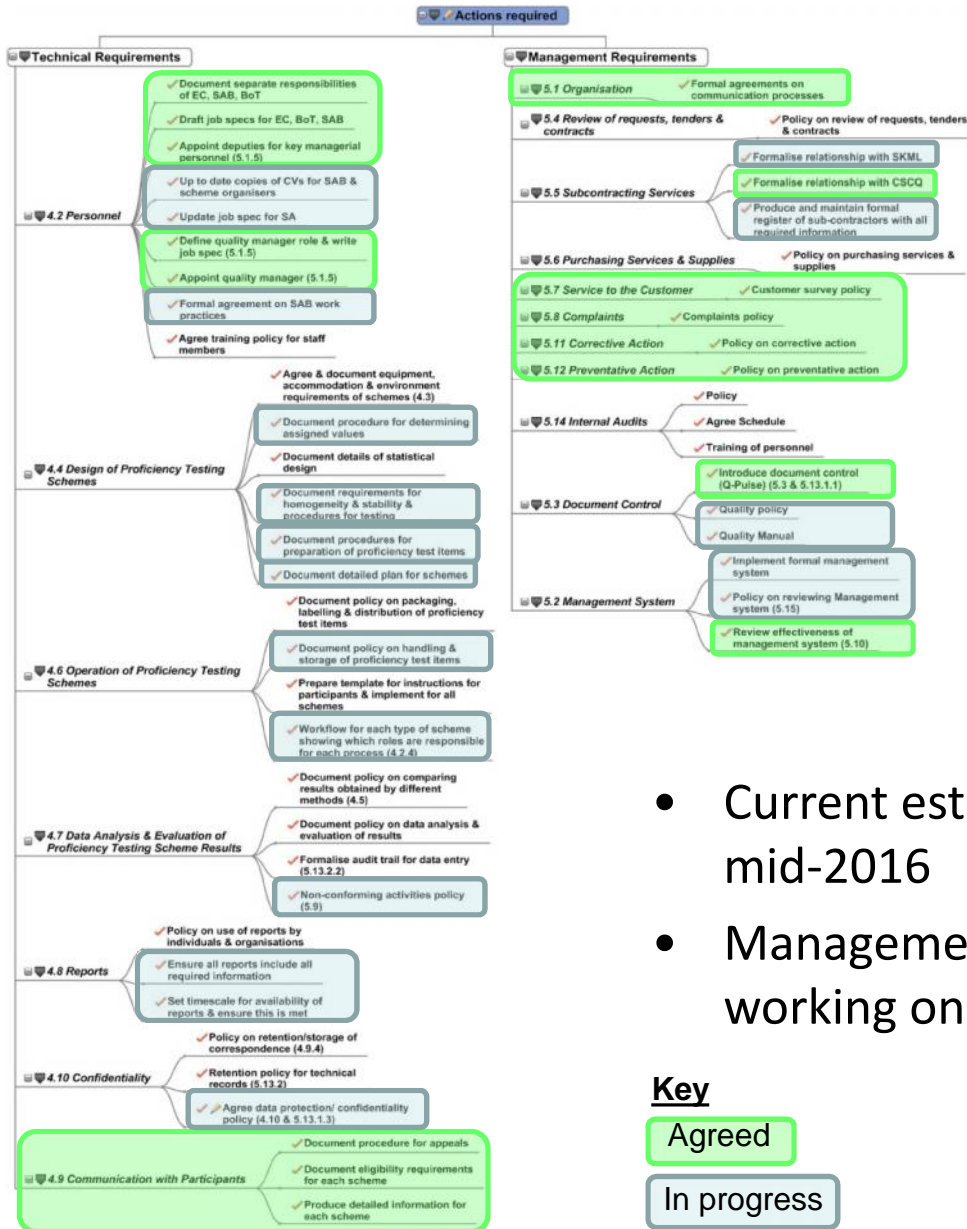 Actions required
Technical Requirements
4.2 Personnel
Document separate responsibilities
of EC, SAB, BoT
Draft job specs for EC, BoT, SAB
Appoint deputies for key managerial
personnel (5.1.5)
Up to date copies of CVs for SAB &
scheme organisers
Update job spec for SA
Define quality manager role & write
job spec (5.1.5)
Appoint quality manager (5.1.5)
Formal agreement on SAB work
practices
Agree training policy for staff
members
4.4 Design of Proficiency Testing
Schemes
Agree & document equipment,
accommodation & environment
requirements of schemes (4.3)
Document procedure for determining
assigned values
Document details of statistical
design
Document requirements for
homogeneity & stability &
procedures for testing
Document procedures for
preparation of proficiency test items
Document detailed plan for schemes
4.6 Operation of Proficiency Testing
Schemes
Document policy on packaging,
labelling & distribution of proficiency
test items
Document policy on handling &
storage of proficiency test items
Prepare template for instructions for
participants & implement for all
schemes
Workflow for each type of scheme
showing which roles are responsible
for each process (4.2.4)
4.7 Data Analysis & Evaluation of
Proficiency Testing Scheme Results
Document policy on comparing
results obtained by different
methods (4.5)
Document policy on data analysis &
evaluation of results
Formalise audit trail for data entry
(5.13.2.2)
Non-conforming activities policy
(5.9)
4.8 Reports
Policy on use of reports by
individuals & organisations
Ensure all reports include all
required information
Set timescale for availability of
reports & ensure this is met
4.10 Confidentiality
Policy on retention/storage of
correspondence (4.9.4)
Retention policy for technical
records (5.13.2)
Agree data protection/ confidentiality
policy (4.10 & 5.13.1.3)
4.9 Communication with Participants
Document procedure for appeals
Document eligibility requirements
for each scheme
Produce detailed information for
each scheme
Management Requirements
5.1 Organisation
Formal agreements on
communication processes
5.4 Review of requests, tenders &
contracts
Policy on review of requests, tenders
& contracts
5.5 Subcontracting Services
Formalise relationship with SKML
Formalise relationship with CSCQ
Produce and maintain formal
register of sub-contractors with all
required information
5.6 Purchasing Services & Supplies
Policy on purchasing services &
supplies
5.7 Service to the Customer
Customer survey policy
5.8 Complaints
Complaints policy
5.11 Corrective Action
Policy on corrective action
5.12 Preventative Action
Policy on preventative action
5.14 Internal Audits
Policy
Agree Schedule
Training of personnel
5.3 Document Control
Introduce document control
(Q-Pulse) (5.3 & 5.13.1.1)
Quality policy
Quality Manual
5.2 Management System
Implement formal management
system
Policy on reviewing Management
system (5.15)
Review effectiveness of
management system (5.10)
• Current est
mid-2016
• Manageme
working on
Key
Agreed
In progress